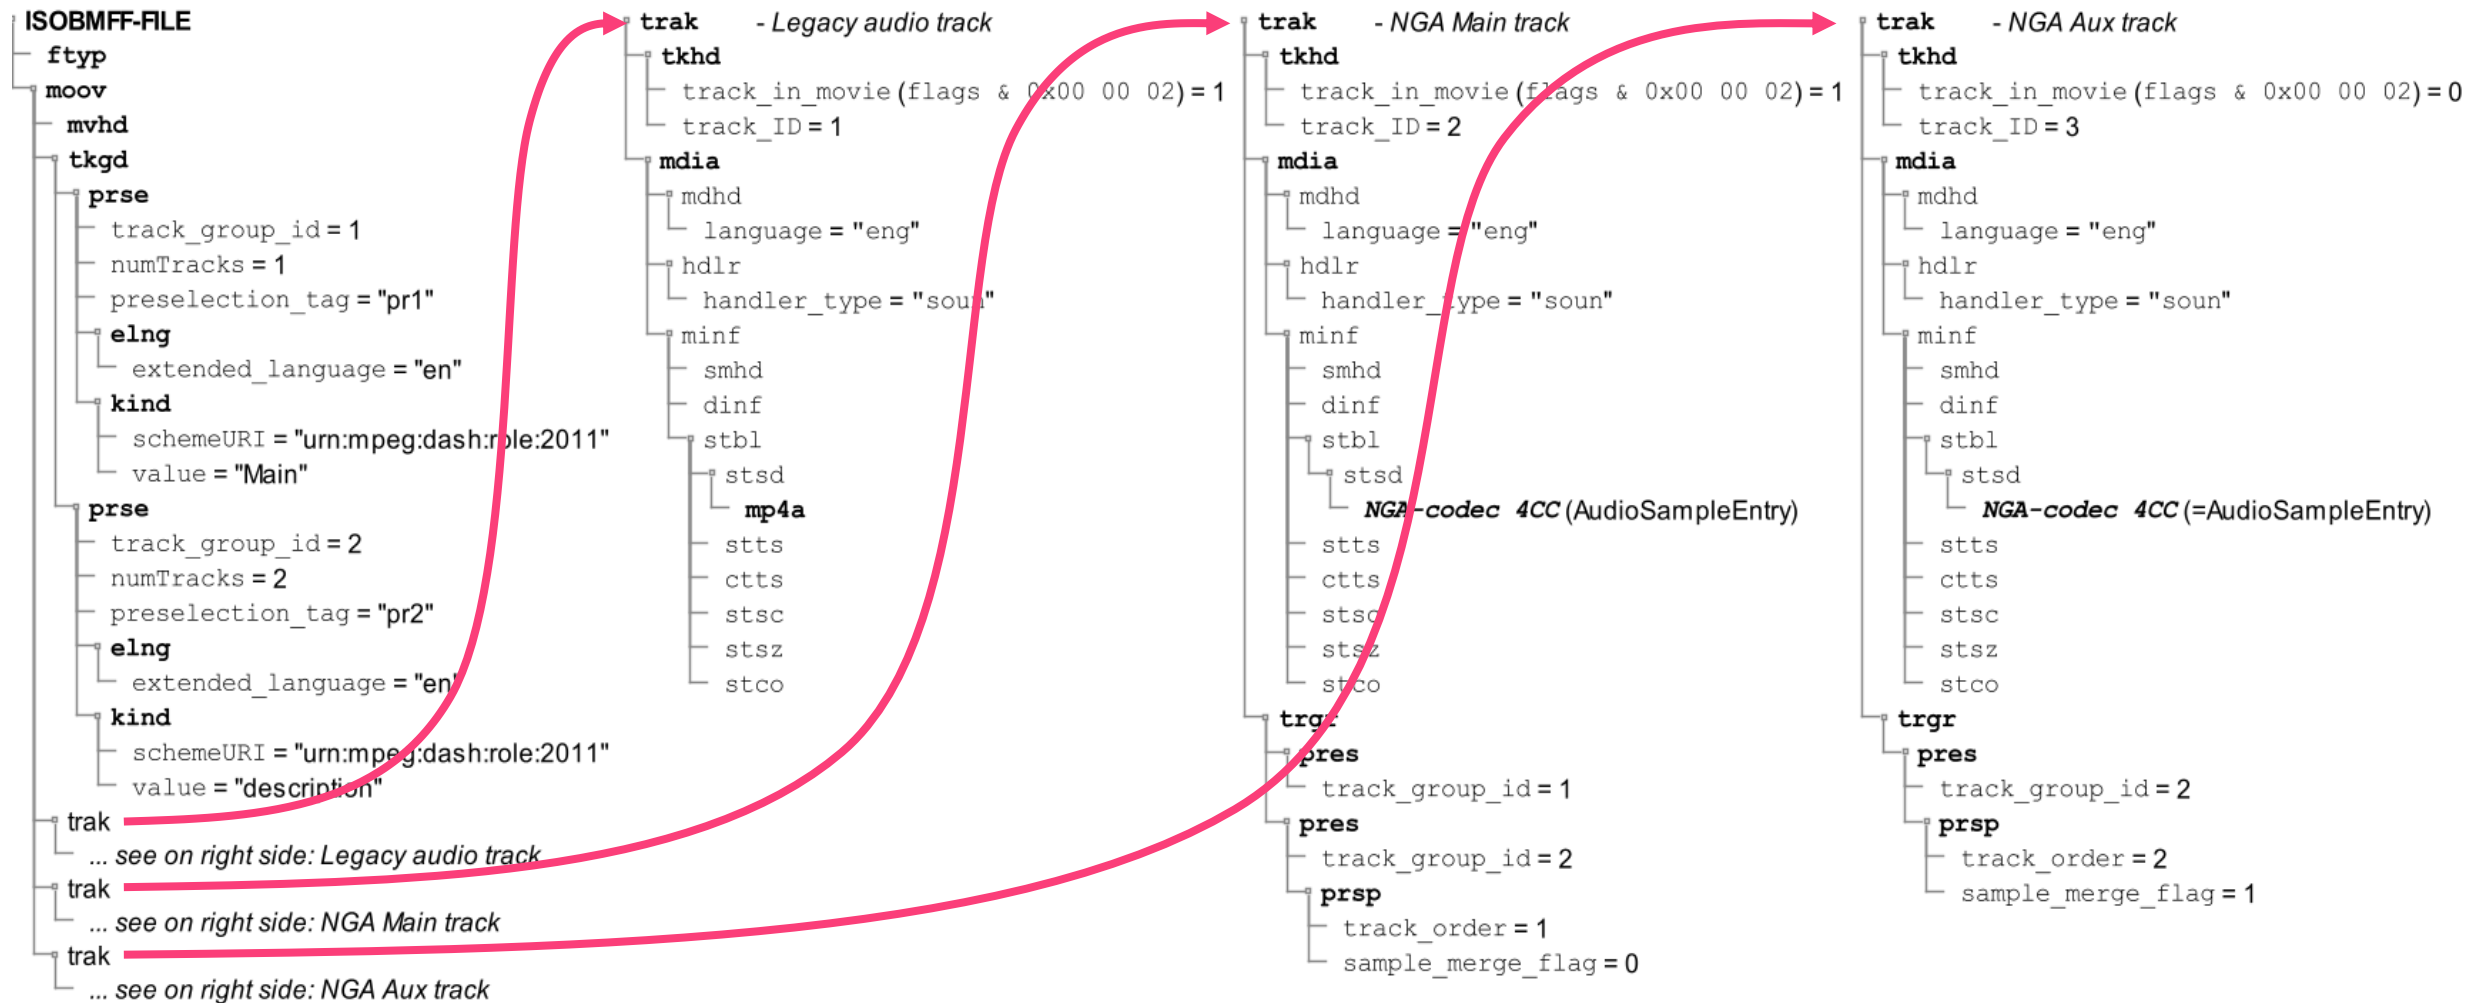 ISOBMFF-FILE
ftyp
moov
mvhd
tkgd
prse
track_group_id = 1
numTracks = 1
preselection_tag = "pr1"
elng
extended_language = "en"
kind
schemeURI = "urn:mpeg:dash:role:2011"
value = "Main"
prse
track_group_id = 2
numTracks = 2
preselection_tag = "pr2"
elng
extended_language = "en"
kind
schemeURI = "urn:mpeg:dash:role:2011"
value = "description"
trak
... see on right side: Legacy audio track
trak
... see on right side: NGA Main track
trak
... see on right side: NGA Aux track
trak - Legacy audio track
tkhd
track_in_movie (flags & 0x00 00 02) = 1
track_ID = 1
mdia
mdhd
language = "eng"
hdlr
handler_type = "soun"
minf
smhd
dinf
stbl
stsd
mp4a
stts
ctts
stsc
stsz
stco
trak - NGA Main track
tkhd
track_in_movie (flags & 0x00 00 02) = 1
track_ID = 2
mdia
mdhd
language = "eng"
hdlr
handler_type = "soun"
minf
smhd
dinf
stbl
stsd
NGA-codec 4CC (AudioSampleEntry)
stts
ctts
stsc
stsz
stco
trgr
pres
track_group_id = 1
pres
track_group_id = 2
prsp
track_order = 1
sample_merge_flag = 0
trak - NGA Aux track
tkhd
track_in_movie (flags & 0x00 00 02) = 0
track_ID = 3
mdia
mdhd
language = "eng"
hdlr
handler_type = "soun"
minf
smhd
dinf
stbl
stsd
NGA-codec 4CC (=AudioSampleEntry)
stts
ctts
stsc
stsz
stco
trgr
pres
track_group_id = 2
prsp
track_order = 2
sample_merge_flag = 1